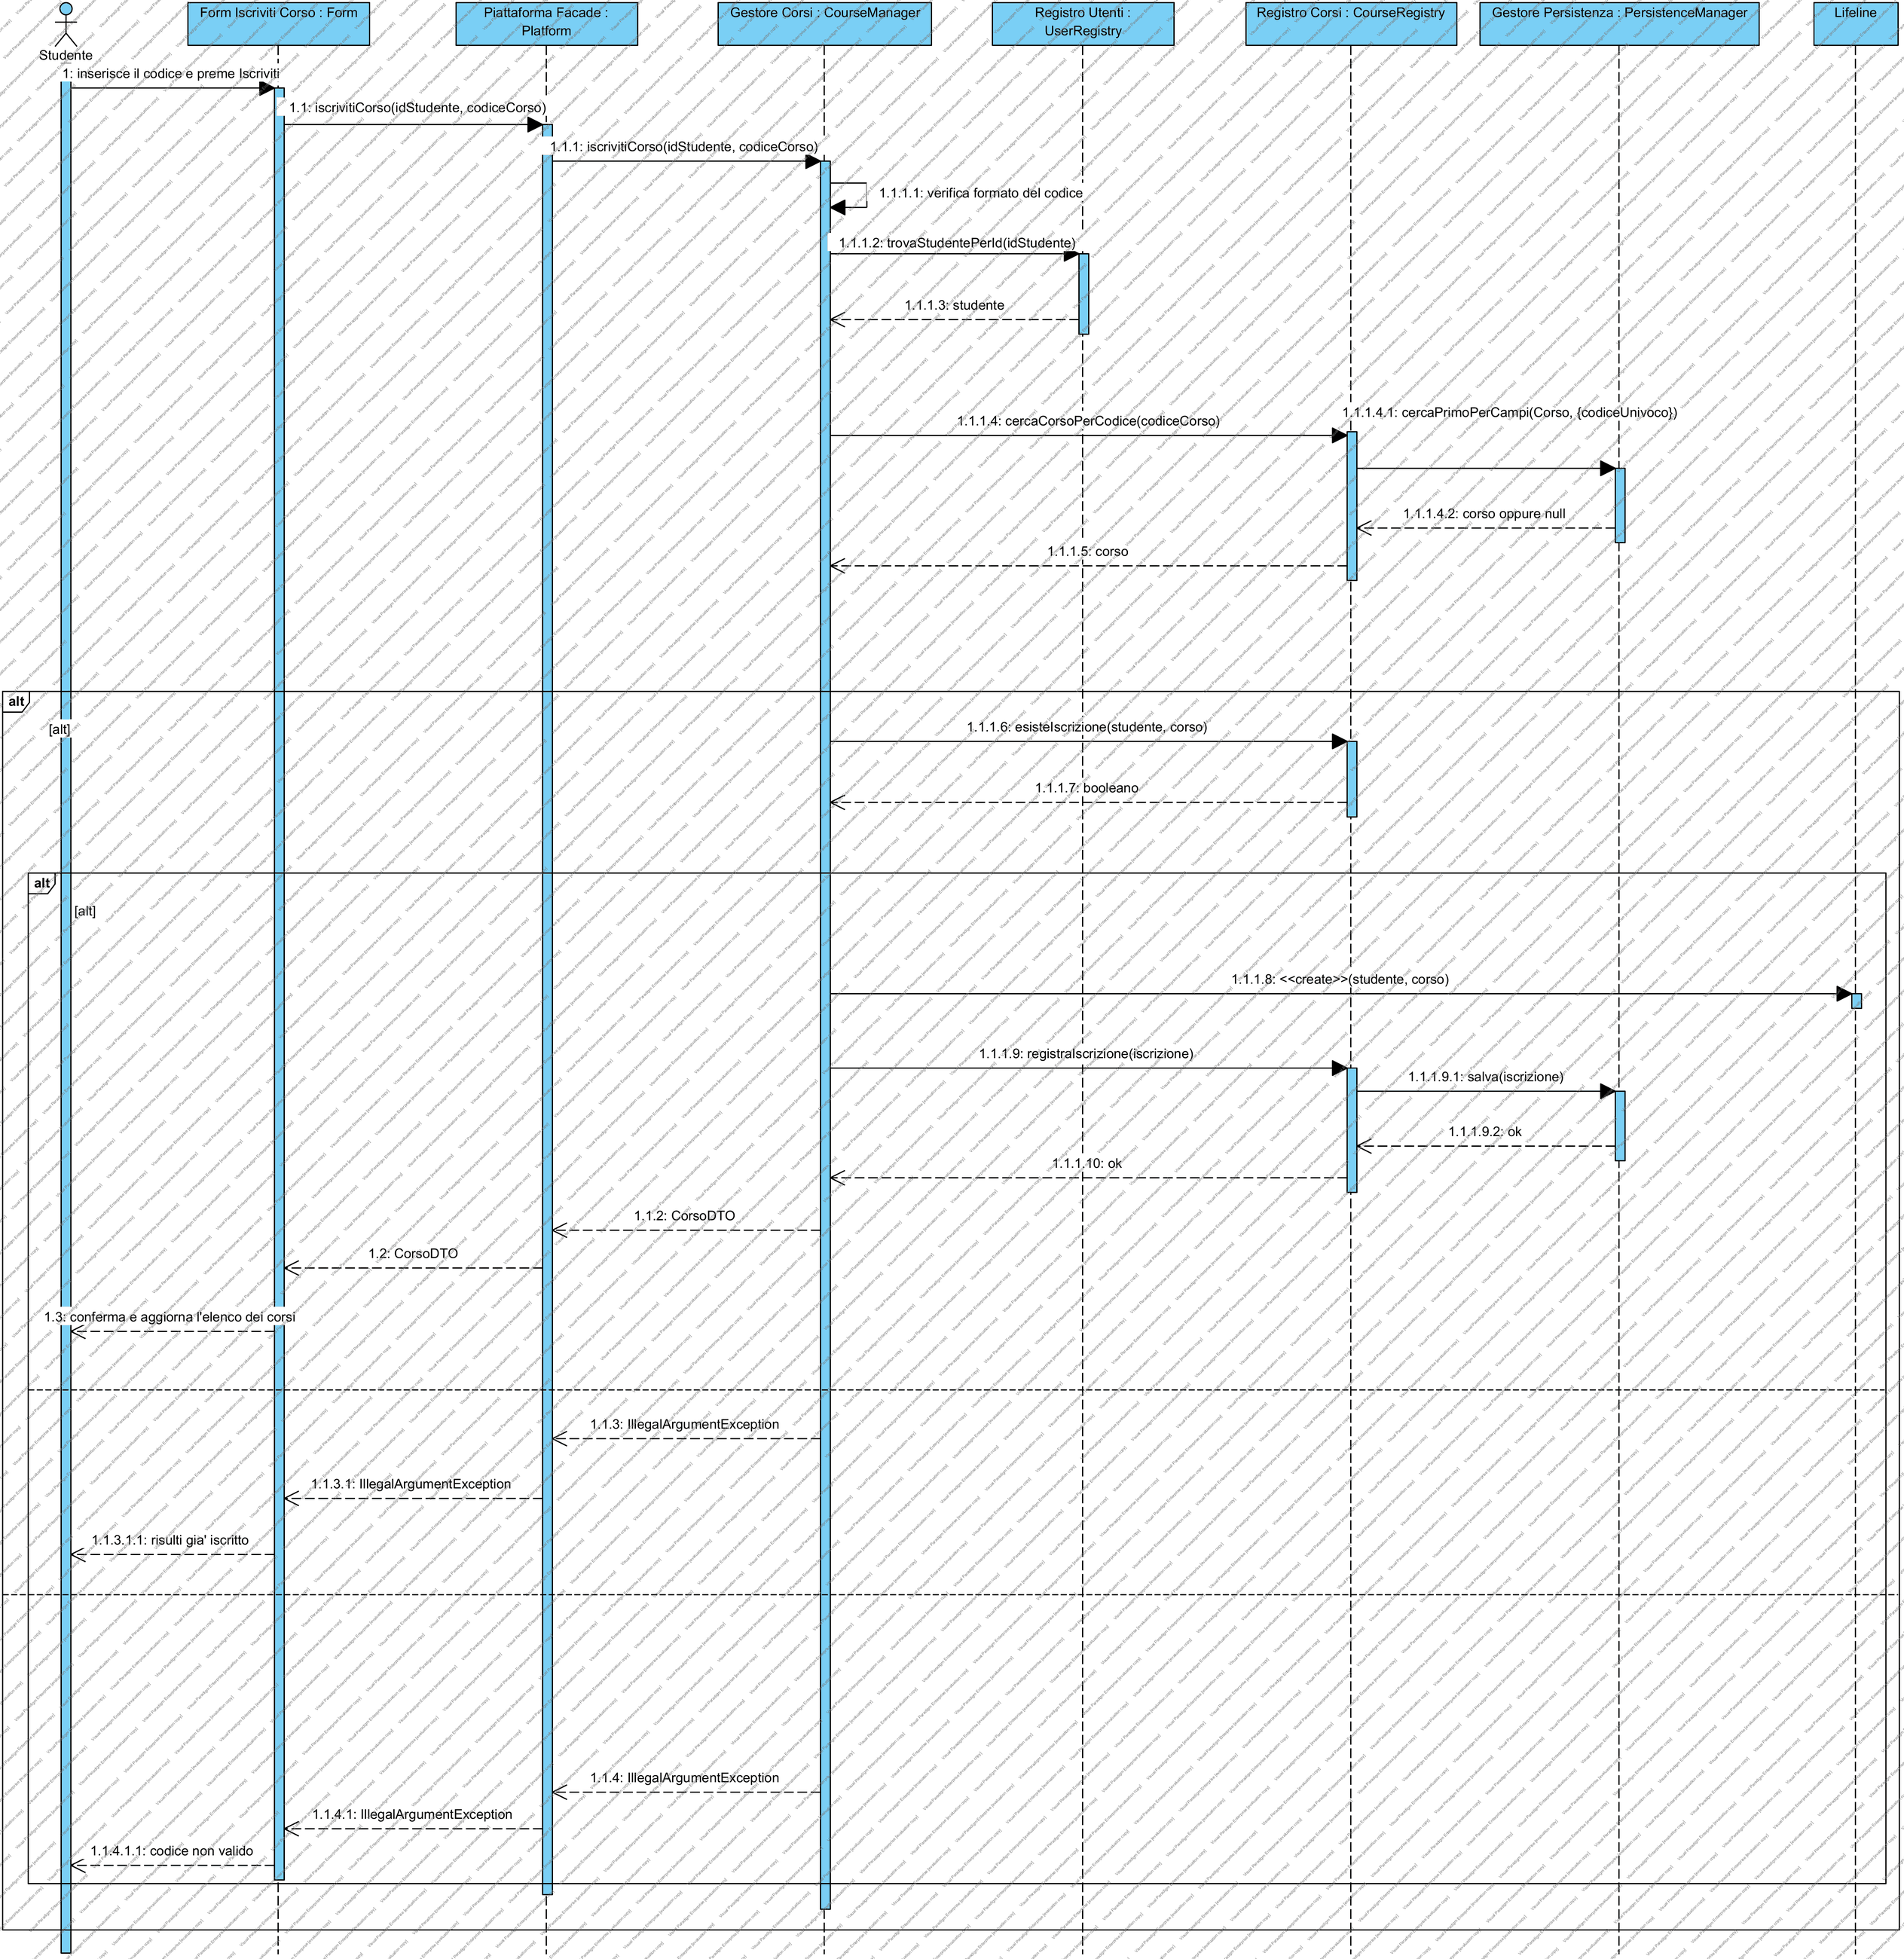 Studente
Form Iscriviti Corso : Form
Piattaforma Facade :
Platform
Gestore Corsi : CourseManager
Registro Utenti :
UserRegistry
Registro Corsi : CourseRegistry
Gestore Persistenza : PersistenceManager
Lifeline
1: inserisce il codice e preme Iscriviti
1.1: iscrivitiCorso(idStudente, codiceCorso)
1.1.1: iscrivitiCorso(idStudente, codiceCorso)
1.1.1.1: verifica formato del codice
1.1.1.2: trovaStudentePerId(idStudente)
1.1.1.3: studente
1.1.1.4: cercaCorsoPerCodice(codiceCorso)
1.1.1.4.1: cercaPrimoPerCampi(Corso, {codiceUnivoco})
1.1.1.4.2: corso oppure null
1.1.1.5: corso
alt
[alt]
1.1.1.6: esisteIscrizione(studente, corso)
1.1.1.7: booleano
alt
[alt]
1.1.1.8: <<create>>(studente, corso)
1.1.1.9: registraIscrizione(iscrizione)
1.1.1.9.1: salva(iscrizione)
1.1.1.9.2: ok
1.1.1.10: ok
1.1.2: CorsoDTO
1.2: CorsoDTO
1.3: conferma e aggiorna l'elenco dei corsi
1.1.3: IllegalArgumentException
1.1.3.1: IllegalArgumentException
1.1.3.1.1: risulti gia' iscritto
1.1.4: IllegalArgumentException
1.1.4.1: IllegalArgumentException
1.1.4.1.1: codice non valido